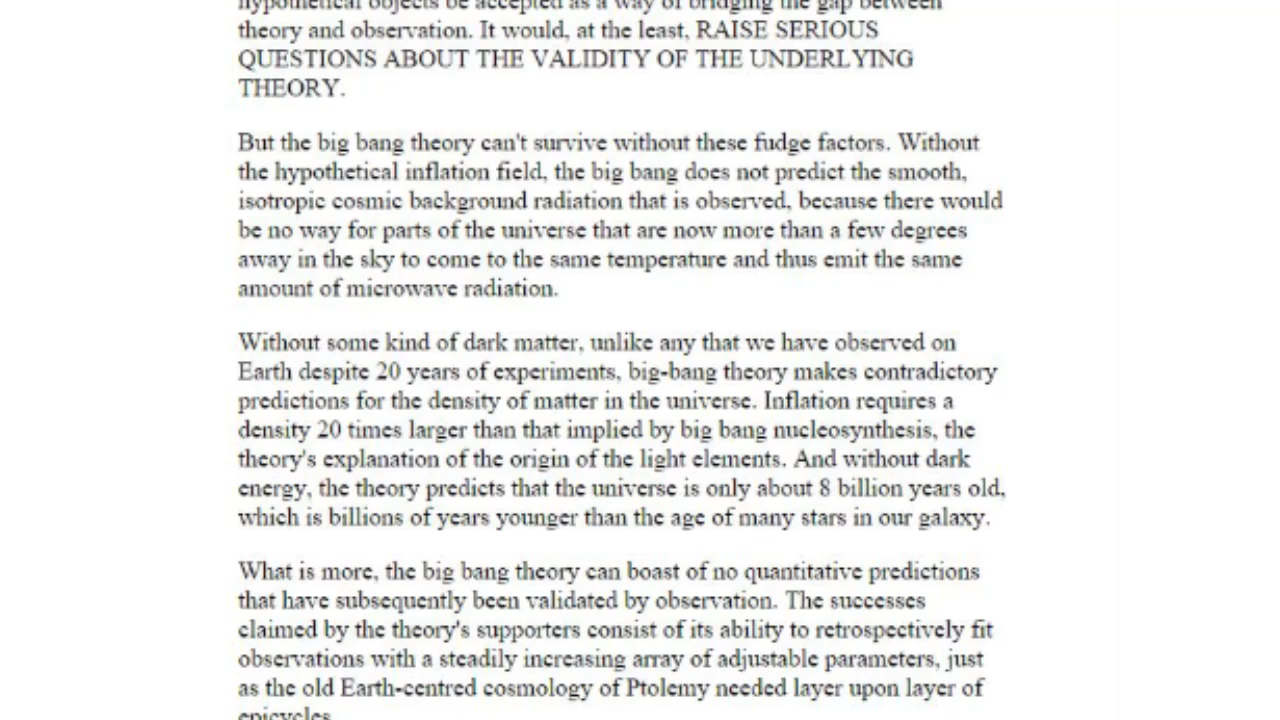 hypothetical objects be accepted as a way of bridging the gap between
theory and observation. It would, at the least, RAISE SERIOUS
QUESTIONS ABOUT THE VALIDITY OF THE UNDERLYING
THEORY.
But the big bang theory can't survive without these fudge factors. Without
the hypothetical inflation field, the big bang does not predict the smooth,
isotropic cosmic background radiation that is observed, because there would
be no way for parts of the universe that are now more than a few degrees
away in the sky to come to the same temperature and thus emit the same
amount of microwave radiation.
Without some kind of dark matter, unlike any that we have observed on
Earth despite 20 years of experiments, big-bang theory makes contradictory
predictions for the density of matter in the universe. Inflation requires a
density 20 times larger than that implied by big bang nucleosynthesis, the
theory's explanation of the origin of the light elements. And without dark
energy, the theory predicts that the universe is only about 8 billion years old,
which is billions of years younger than the age of many stars in our galaxy.
What is more, the big bang theory can boast of no quantitative predictions
that have subsequently been validated by observation. The successes
claimed by the theory's supporters consist of its ability to retrospectively fit
observations with a steadily increasing array of adjustable parameters, just
as the old Earth-centred cosmology of Ptolemy needed layer upon layer of
epicycles.